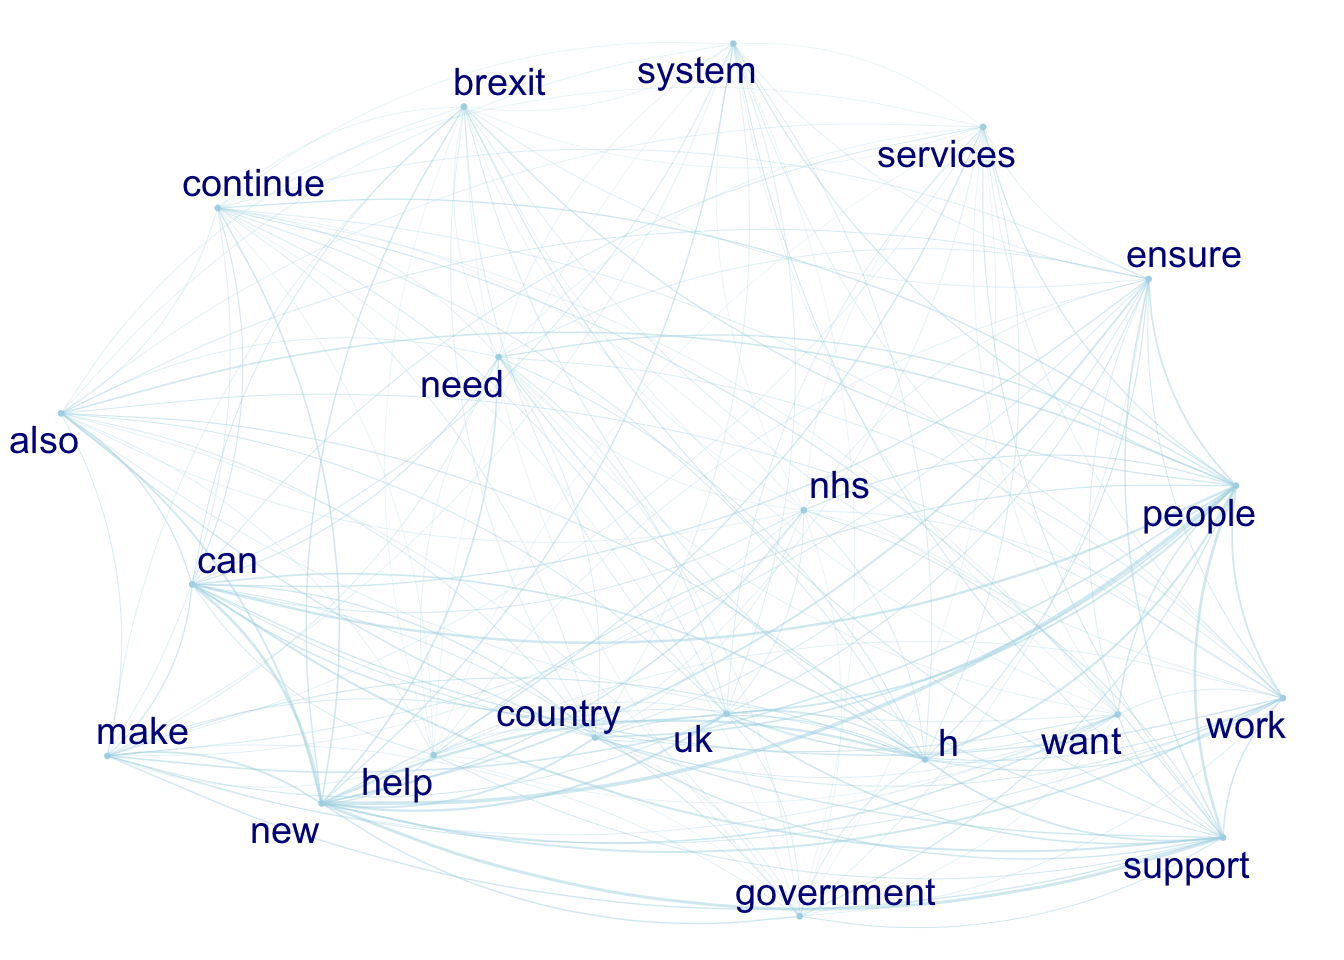 system
brexit
services
continue
ensure
need
also
nhs
people
can
country
make
work
uk
h
want
help
new
support
government